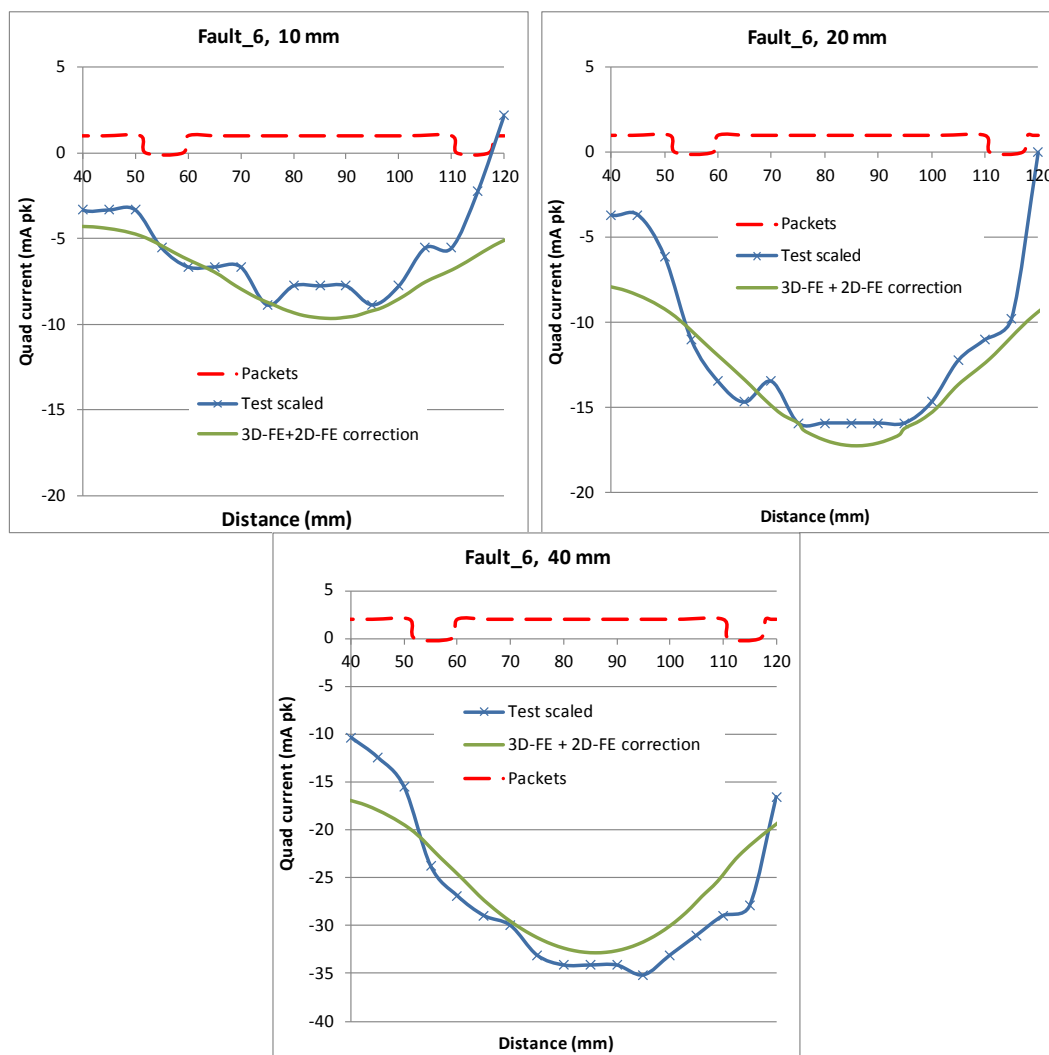 Fault_6, 10 mm
5
0
-5
-10
-15
-20
40 50 60 70 80 90 100 110 120
Quad current (mA pk)
Packets
Test scaled
3D-FE+2D-FE correction
Distance (mm)
Fault_6, 20 mm
5
0
-5
-10
-15
-20
40 50 60 70 80 90 100 110 120
Quad current (mA pk)
Packets
Test scaled
3D-FE + 2D-FE correction
Distance (mm)
Fault_6, 40 mm
5
0
-5
-10
-15
-20
-25
-30
-35
-40
40 50 60 70 80 90 100 110 120
Quad current (mA pk)
Test scaled
3D-FE + 2D-FE correction
Packets
Distance (mm)